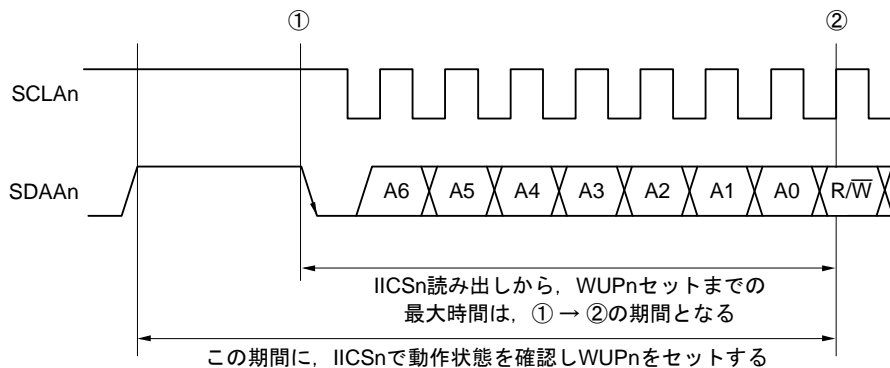 ① ②
SCLAn
SDAAn A6 A5 A4 A3 A2 A1 A0 R/W̅
IICSn読み出しから，WUPnセットまでの
最大時間は，① → ②の期間となる
この期間に，IICSnで動作状態を確認しWUPnをセットする